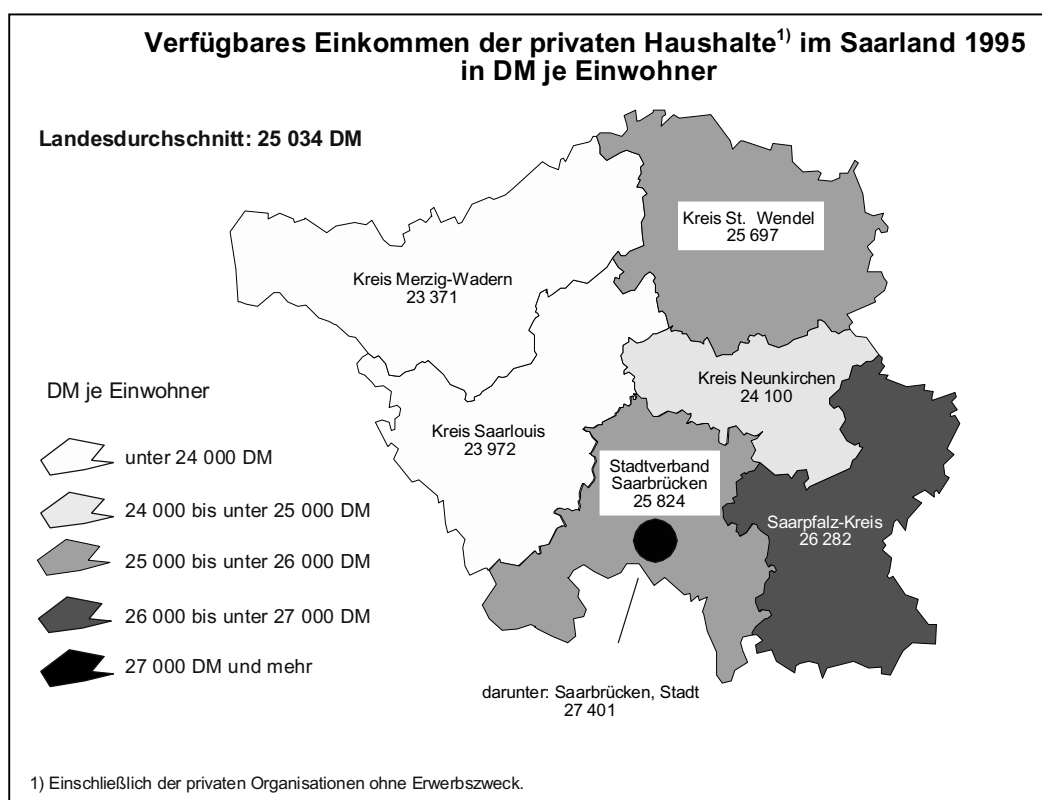 Verfügbares Einkommen der privaten Haushalte1) im Saarland 1995
in DM je Einwohner
Landesdurchschnitt: 25 034 DM
Kreis St. Wendel
25 697
Kreis Merzig-Wadern
23 371
Kreis Neunkirchen
24 100
Kreis Saarlouis
23 972
Stadtverband
Saarbrücken
25 824
Saarpfalz-Kreis
26 282
darunter: Saarbrücken, Stadt
27 401
DM je Einwohner
unter 24 000 DM
24 000 bis unter 25 000 DM
25 000 bis unter 26 000 DM
26 000 bis unter 27 000 DM
27 000 DM und mehr
1) Einschließlich der privaten Organisationen ohne Erwerbszweck.